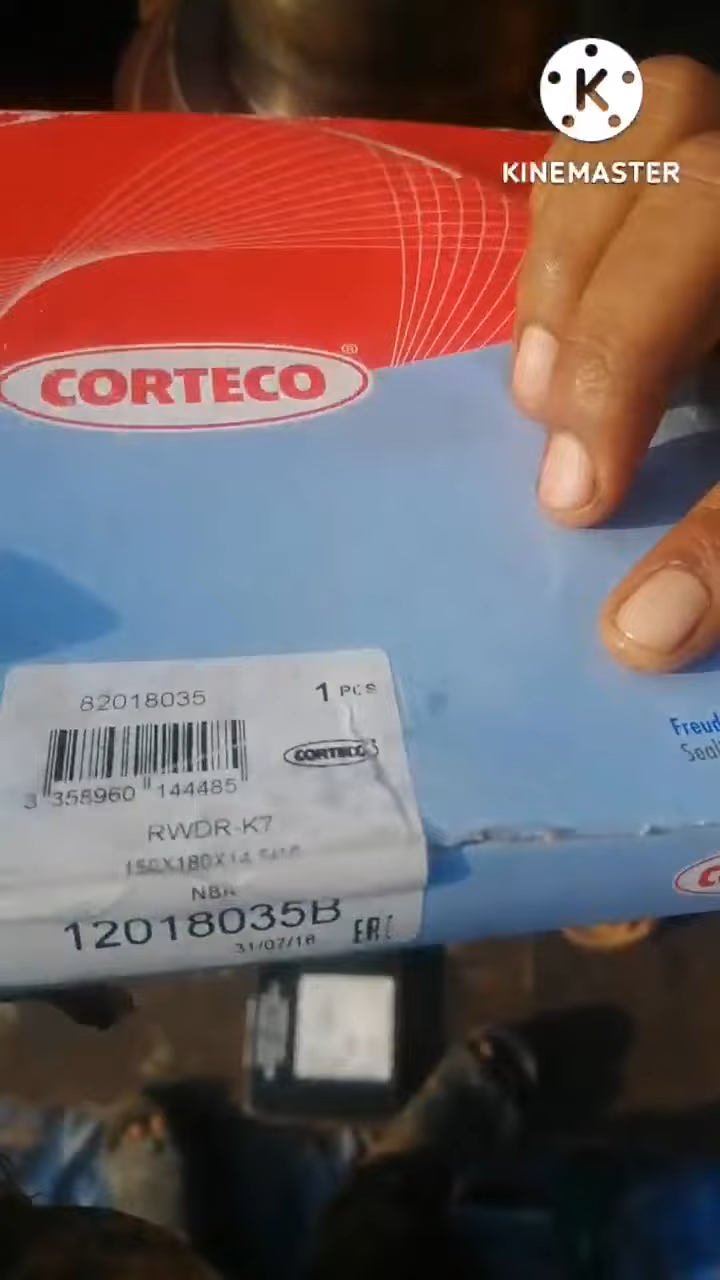 K
KINEMASTER
CORTECO®
82018035
1 PCS
CORTECO
3 358960 144485
RWDR-K7
NBR
12018035B
31/07/18
EAC